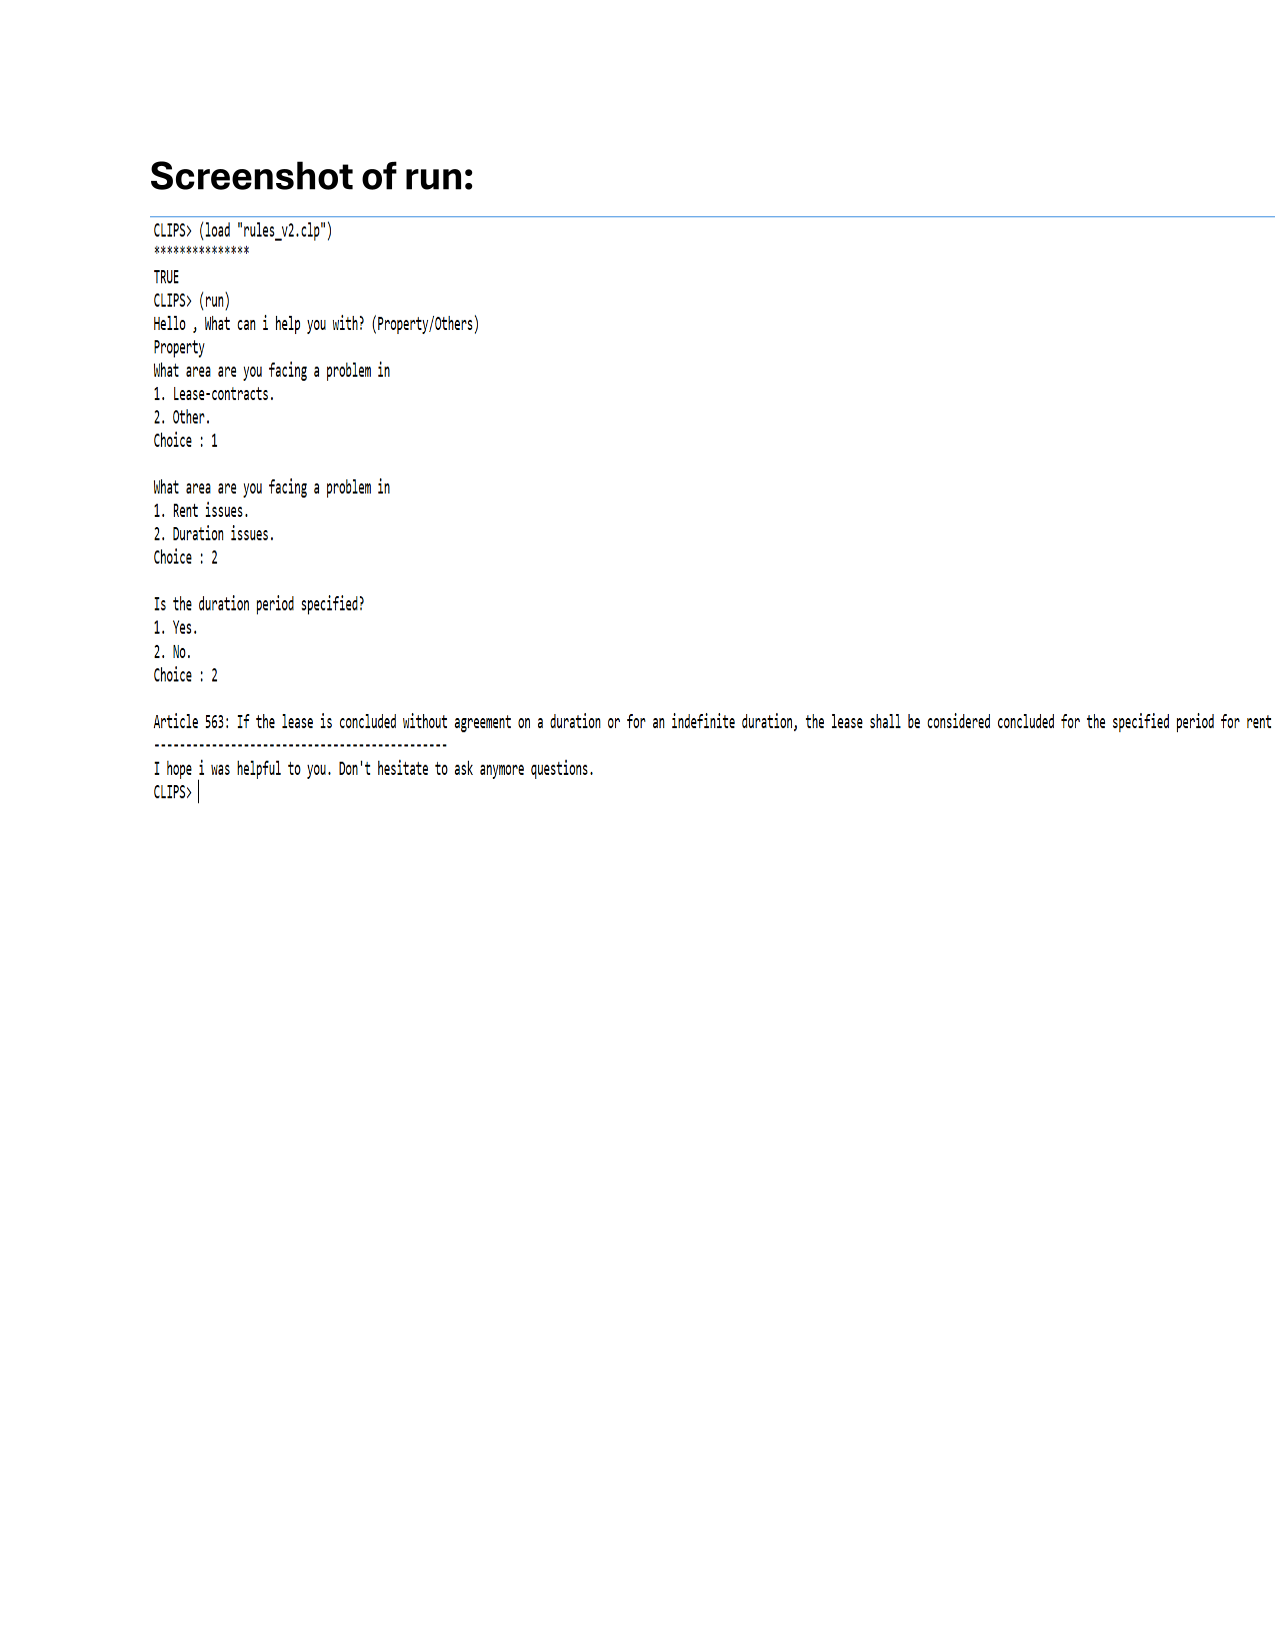 Screenshot of run:
CLIPS> (load "rules_v2.clp")
***************
TRUE
CLIPS> (run)
Hello , What can i help you with? (Property/Others)
Property
What area are you facing a problem in
1. Lease-contracts.
2. Other.
Choice : 1
What area are you facing a problem in
1. Rent issues.
2. Duration issues.
Choice : 2
Is the duration period specified?
1. Yes.
2. No.
Choice : 2
Article 563: If the lease is concluded without agreement on a duration or for an indefinite duration, the lease shall be considered concluded for the specified period for rent
----------------------------------------------
I hope i was helpful to you. Don't hesitate to ask anymore questions.
CLIPS>